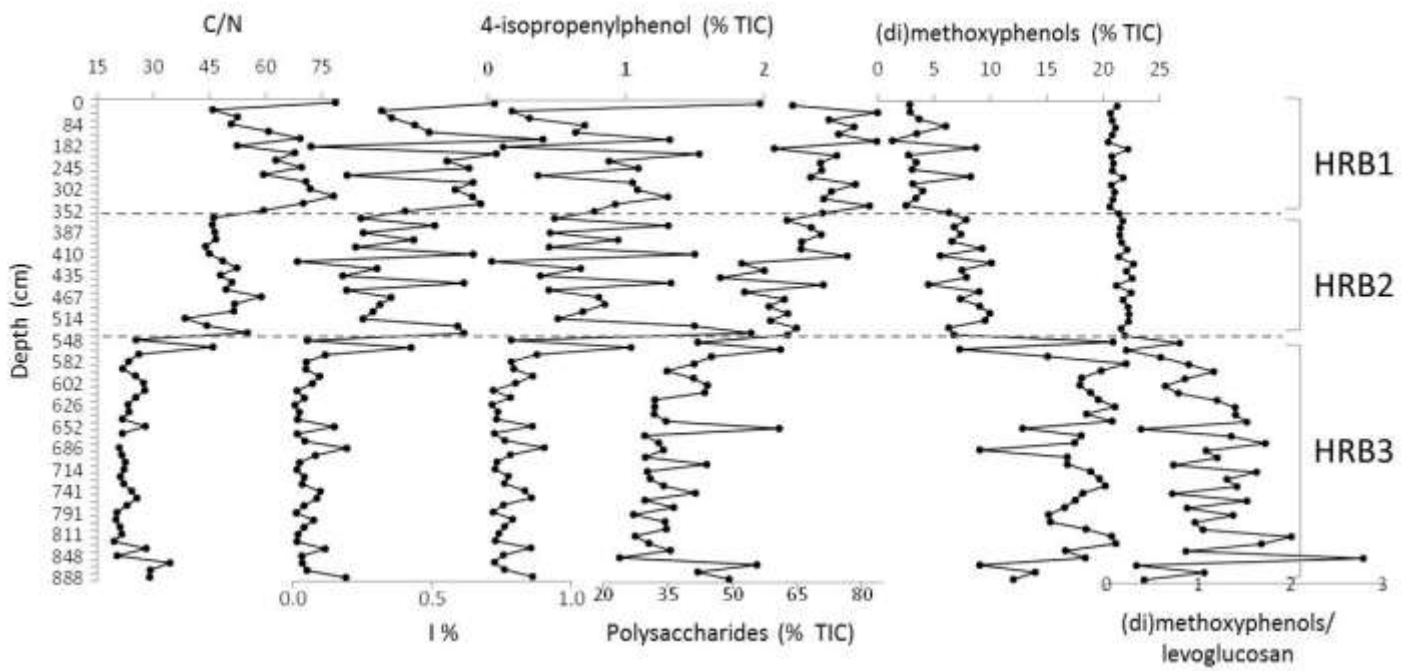 C/N
4-isopropenylphenol (% TIC)
(di)methoxyphenols (% TIC)
15 30 45 60 75
0 1 2
0 5 10 15 20 25
Depth (cm)
0
84
182
245
302
352
387
410
435
467
514
548
582
602
626
652
686
714
741
791
811
848
888
HRB1
HRB2
HRB3
0.0 0.5 1.0
20 35 50 65 80
0 1 2 3
I %
Polysaccharides (% TIC)
(di)methoxyphenols/
levoglucosan